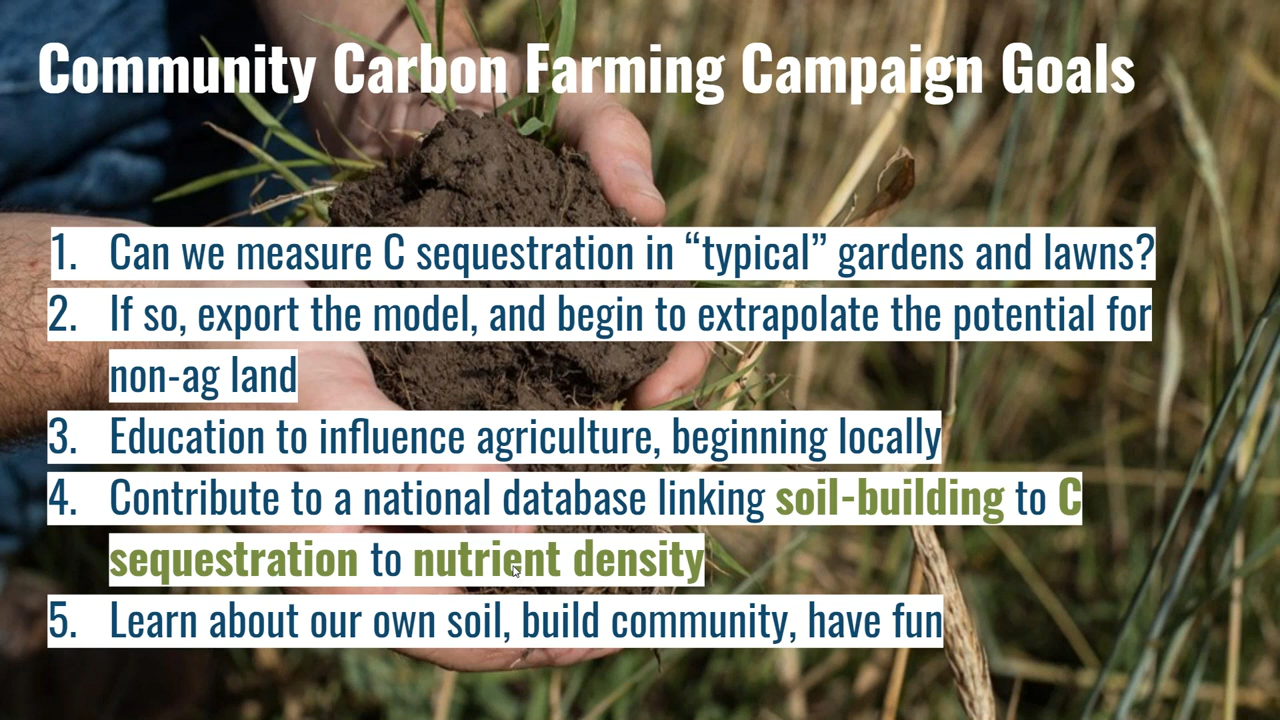 Community Carbon Farming Campaign Goals
1. Can we measure C sequestration in “typical” gardens and lawns?
2. If so, export the model, and begin to extrapolate the potential for
non-ag land
3. Education to influence agriculture, beginning locally
4. Contribute to a national database linking soil-building to C
sequestration to nutrient density
5. Learn about our own soil, build community, have fun